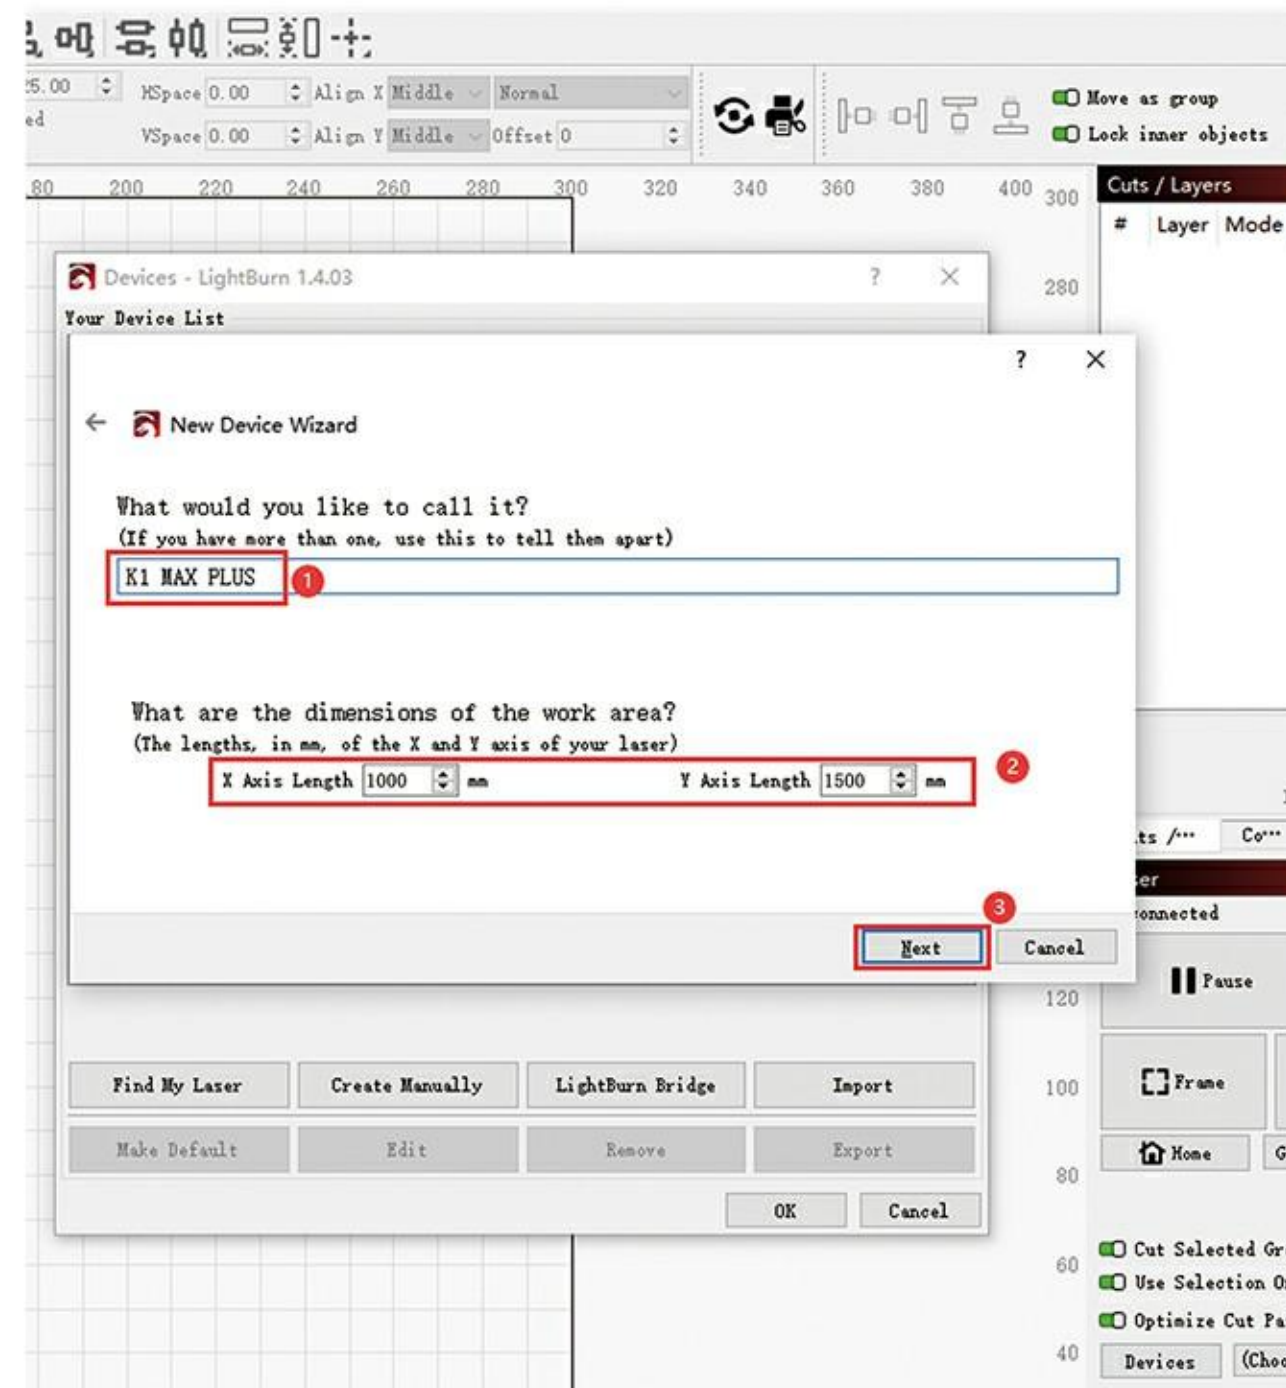 25.00 HSpace 0.00 Align X Middle Normal
VSpace 0.00 Align Y Middle Offset 0
Move as group
Lock inner objects
80 200 220 240 260 280 300 320 340 360 380 400 300
Cuts / Layers
# Layer Mode
Devices - LightBurn 1.4.03 ? ×
280
Your Device List
? ×
New Device Wizard
What would you like to call it?
(If you have more than one, use this to tell them apart)
K1 MAX PLUS 1
What are the dimensions of the work area?
(The lengths, in mm, of the X and Y axis of your laser)
X Axis Length 1000 mm Y Axis Length 1500 mm 2
3
Next Cancel
Pause
120
Find My Laser Create Manually LightBurn Bridge Import
100
Frame
Make Default Edit Remove Export
Home
80
OK Cancel
Cut Selected
60
Use Selection
Optimize Cut
40
Devices